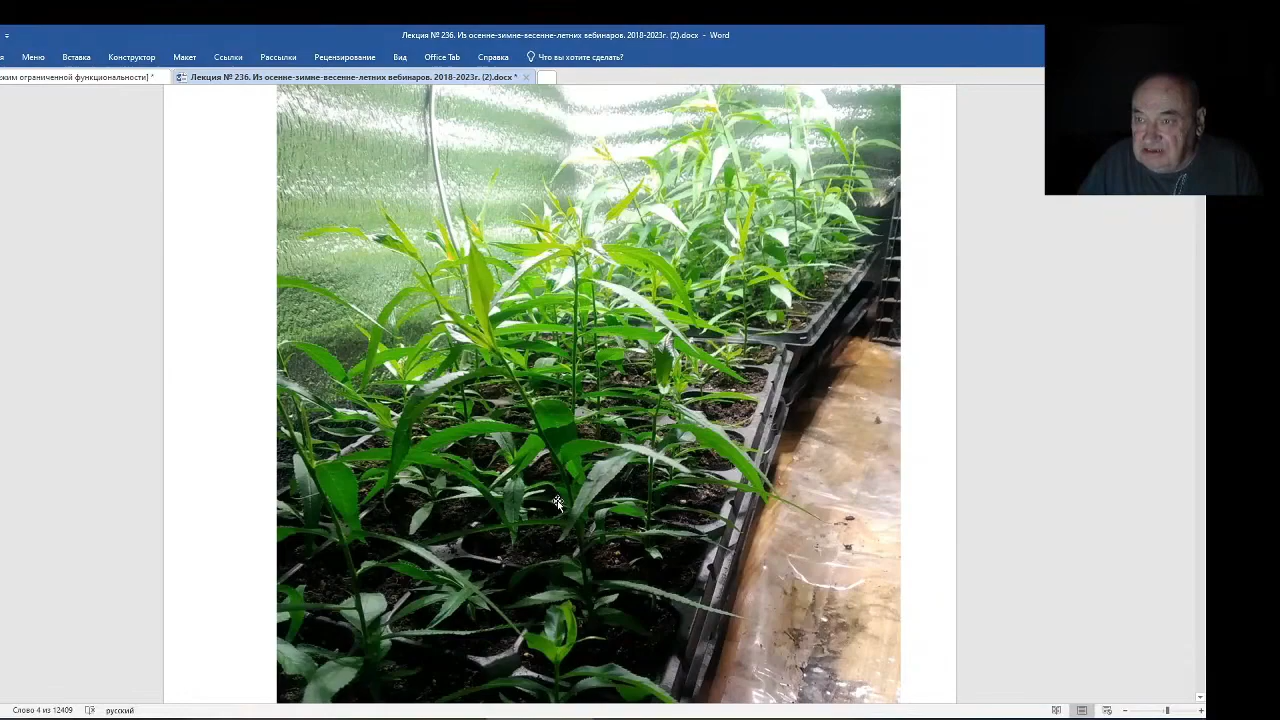 Лекция № 236. Из осенне-зимне-весенне-летних вебинаров. 2018-2023г. (2).docx - Word
Меню Вставка Конструктор Макет Ссылки Рассылки Рецензирование Вид Office Tab Справка Что вы хотите сделать?
жим ограниченной функциональности] * Лекция № 236. Из осенне-зимне-весенне-летних вебинаров. 2018-2023г. (2).docx *
Слово 4 из 12409 русский